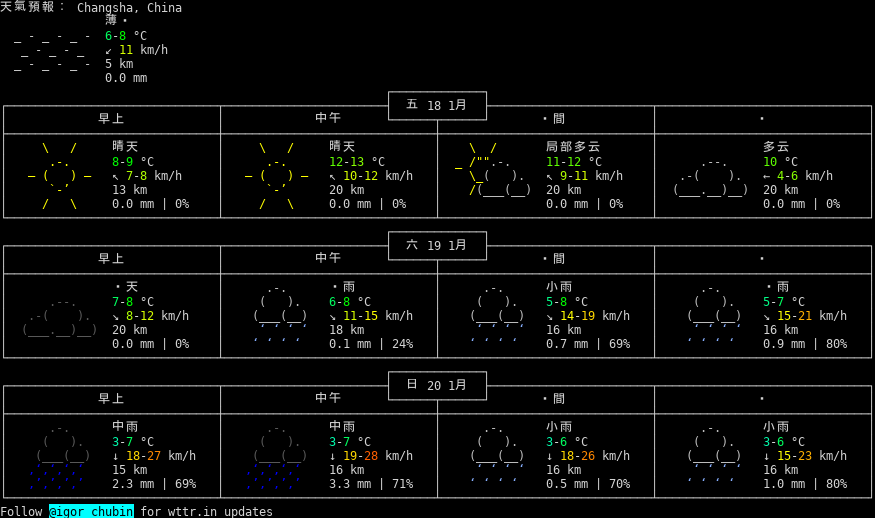 天氣預報： Changsha, China
薄・
6-8 °C
↙ 11 km/h
5 km
0.0 mm
五 18 1月
早上 中午 ・間 ・
晴天 晴天 局部多云 多云
8-9 °C 12-13 °C 11-12 °C 10 °C
↖ 7-8 km/h ↖ 10-12 km/h ↖ 9-11 km/h ← 4-6 km/h
13 km 20 km 20 km 20 km
0.0 mm | 0% 0.0 mm | 0% 0.0 mm | 0% 0.0 mm | 0%
六 19 1月
早上 中午 ・間 ・
・天 ・雨 小雨 ・雨
7-8 °C 6-8 °C 5-8 °C 5-7 °C
↘ 8-12 km/h ↘ 11-15 km/h ↘ 14-19 km/h ↘ 15-21 km/h
20 km 18 km 16 km 16 km
0.0 mm | 0% 0.1 mm | 24% 0.7 mm | 69% 0.9 mm | 80%
日 20 1月
早上 中午 ・間 ・
中雨 中雨 小雨 小雨
3-7 °C 3-7 °C 3-6 °C 3-6 °C
↓ 18-27 km/h ↓ 19-28 km/h ↓ 18-26 km/h ↓ 15-23 km/h
15 km 16 km 16 km 16 km
2.3 mm | 69% 3.3 mm | 71% 0.5 mm | 70% 1.0 mm | 80%
Follow @igor_chubin for wttr.in updates